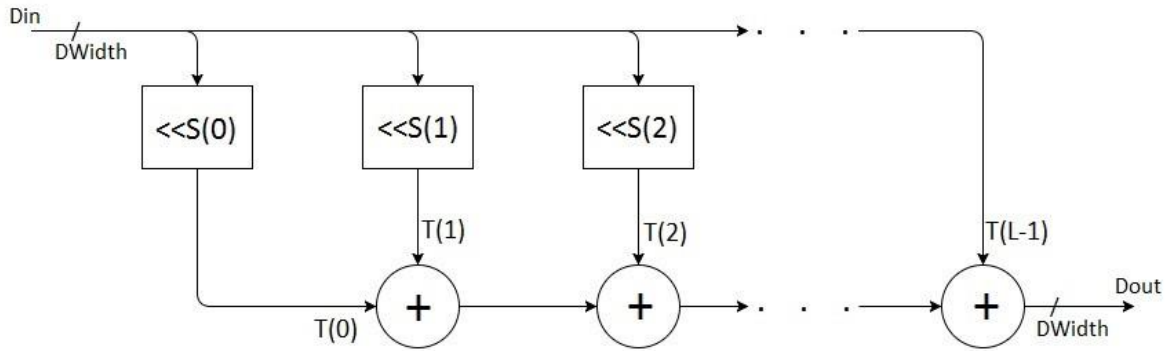 Din
DWidth
<<S(0) <<S(1) <<S(2)
T(1) T(2) T(L-1)
+ + +
T(0)
Dout
DWidth